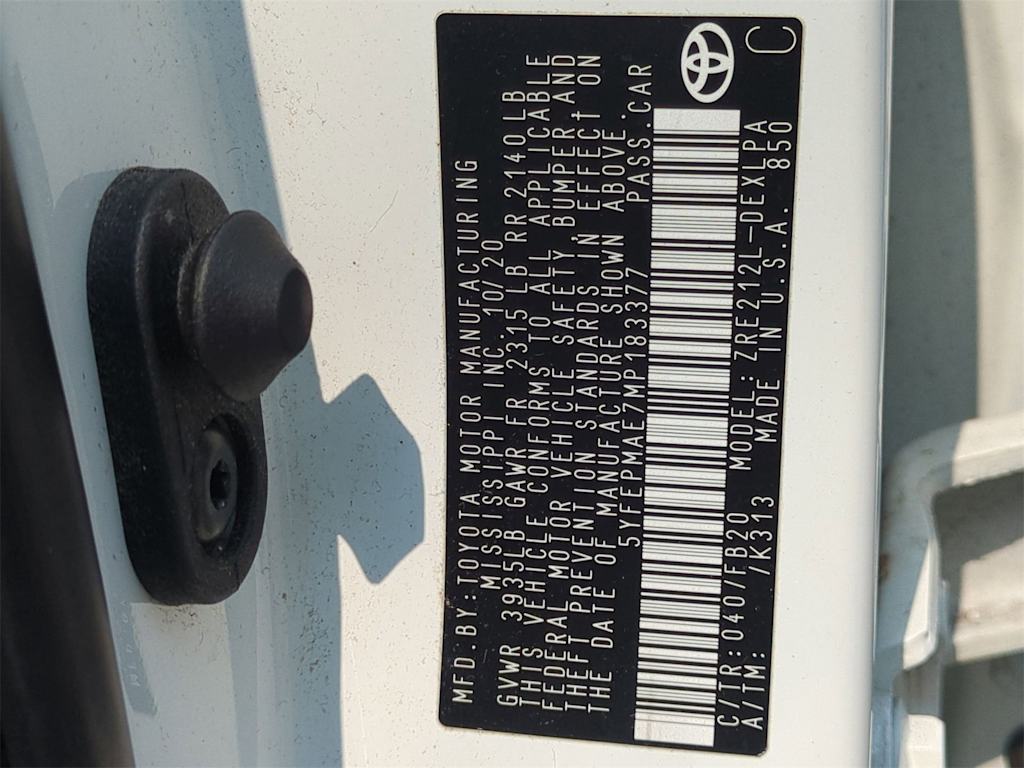 MFD.BY:TOYOTA MOTOR MANUFACTURING
MISSISSIPPI INC. 10/20
GVWR 3935LB GAWR FR 2315 LB RR 2140LB
THIS VEHICLE CONFORMS TO ALL APPLICABLE
FEDERAL MOTOR VEHICLE SAFETY BUMPER AND
THEFT PREVENTION STANDARDS IN EFFECT ON
THE DATE OF MANUFACTURE SHOWN ABOVE.
5YFEPMAE7MP183377 PASS.CAR
C/TR:040/FB20 MODEL:ZRE212L-DEXLPA
A/TM: /K313 MADE IN U.S.A. 850
C